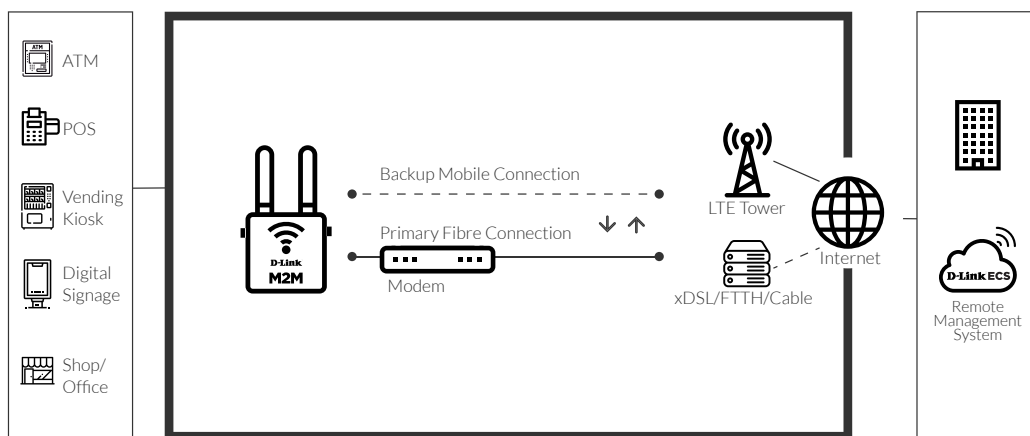 ATM
ATM
POS
Vending
Kiosk
Digital
Signage
Shop/
Office
D-Link
M2M
Backup Mobile Connection
Primary Fibre Connection
Modem
LTE Tower
xDSL/FTTH/Cable
Internet
D-Link ECS
Remote
Management
System